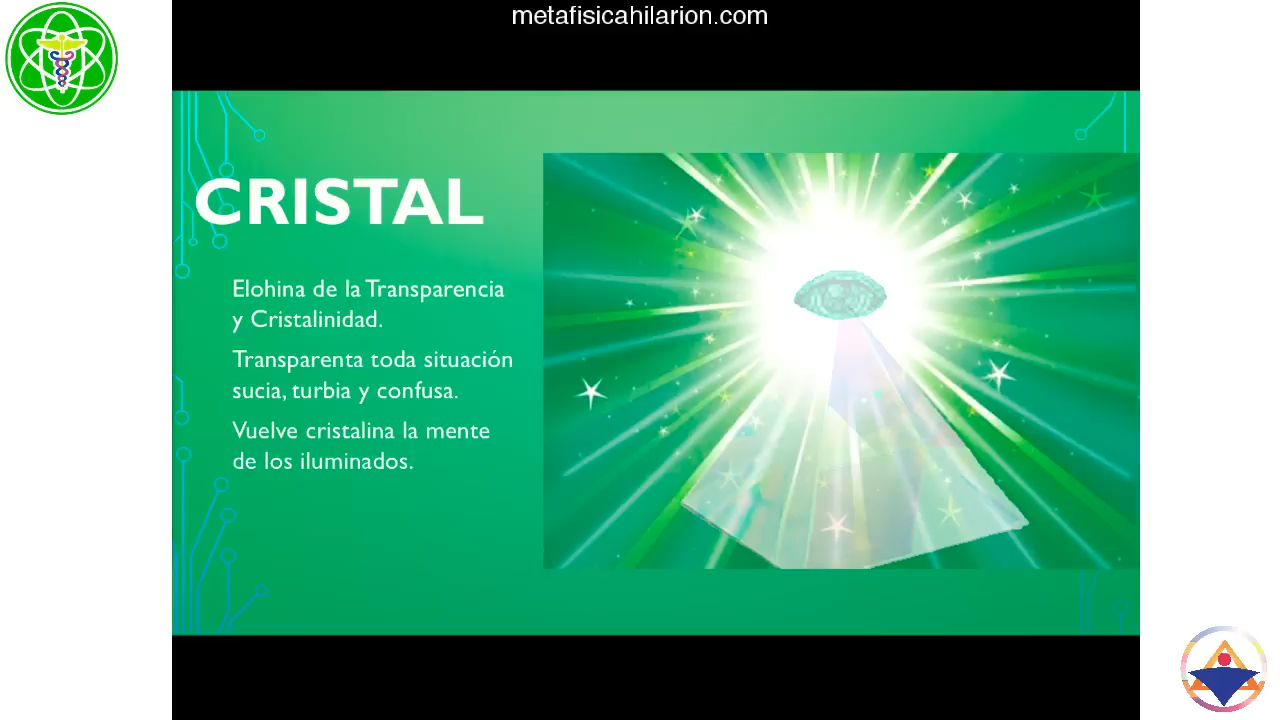 metafisicahilarion.com
CRISTAL
Elohina de la Transparencia
y Cristalinidad.
Transparenta toda situación
sucia, turbia y confusa.
Vuelve cristalina la mente
de los iluminados.